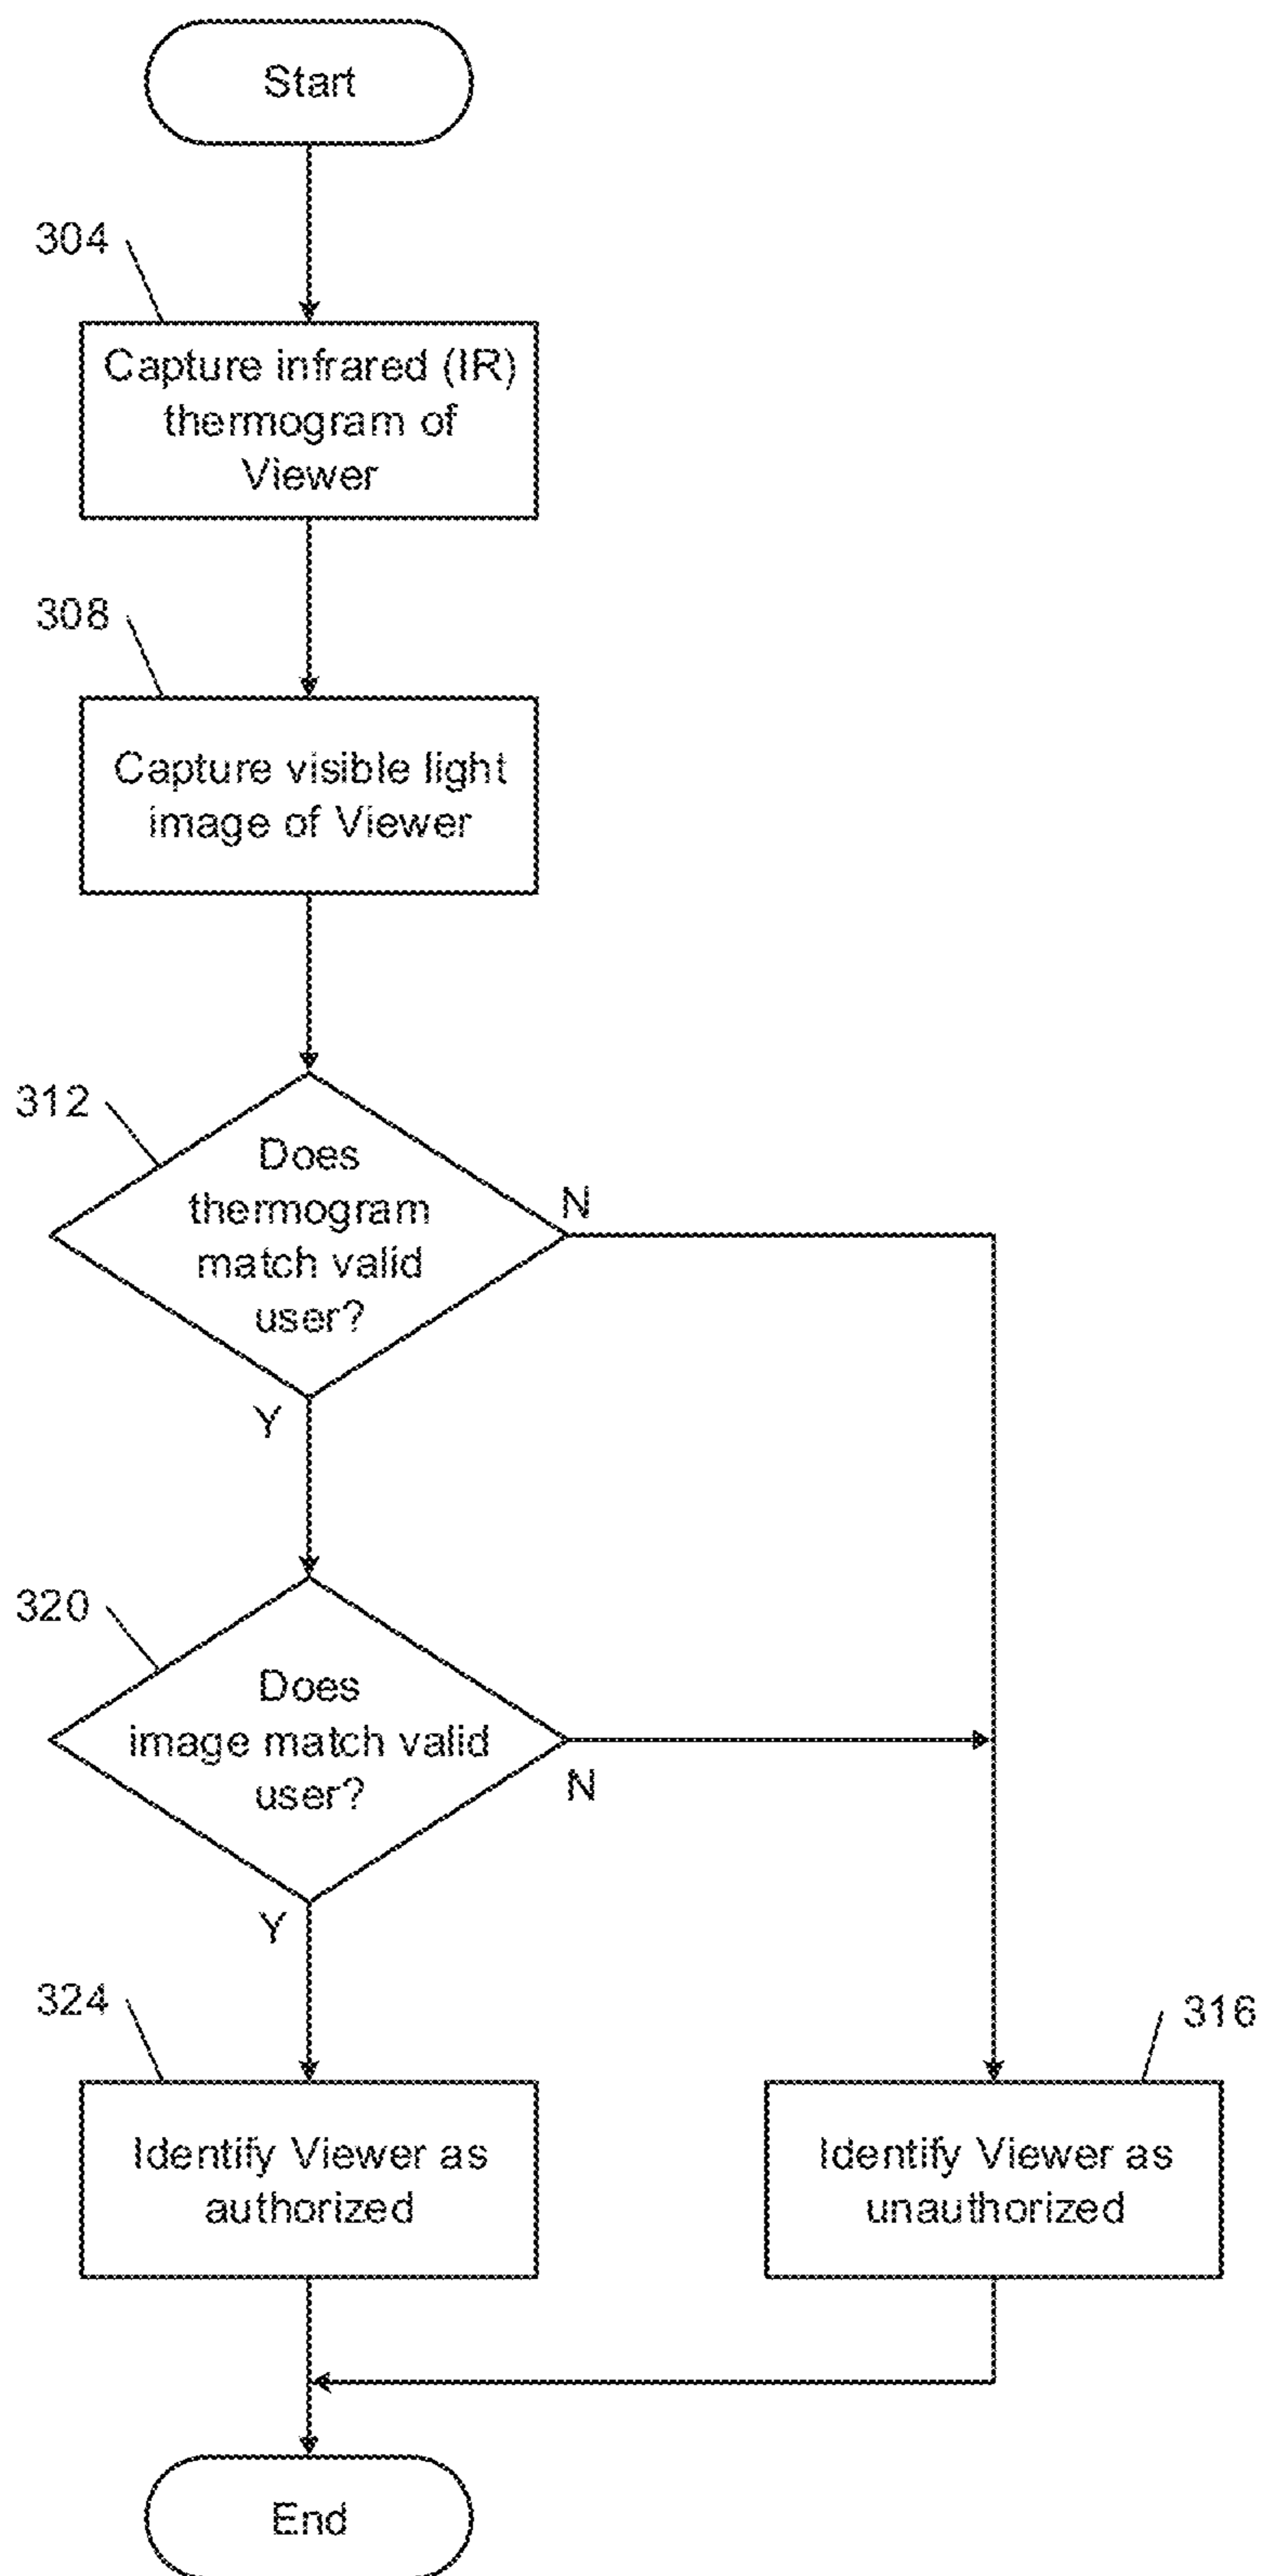 Start
304
Capture infrared (IR)
thermogram of
Viewer
308
Capture visible light
image of Viewer
312
Does
thermogram
match valid
user?
N
Y
320
Does
image match valid
user?
N
Y
324
Identify Viewer as
authorized
316
Identify Viewer as
unauthorized
End